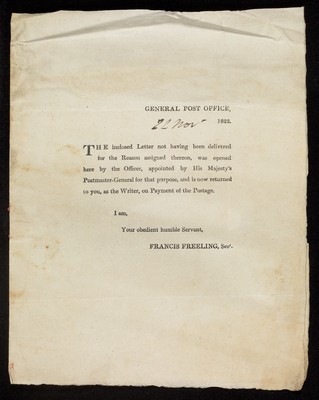 GENERAL POST OFFICE,
22 Novr 1822.
THE inclosed Letter not having been delivered
for the Reason assigned thereon, was opened
here by the Officer, appointed by His Majesty's
Postmaster-General for that purpose, and is now returned
to you, as the Writer, on Payment of the Postage.
I am,
Your obedient humble Servant,
FRANCIS FREELING, Secy.